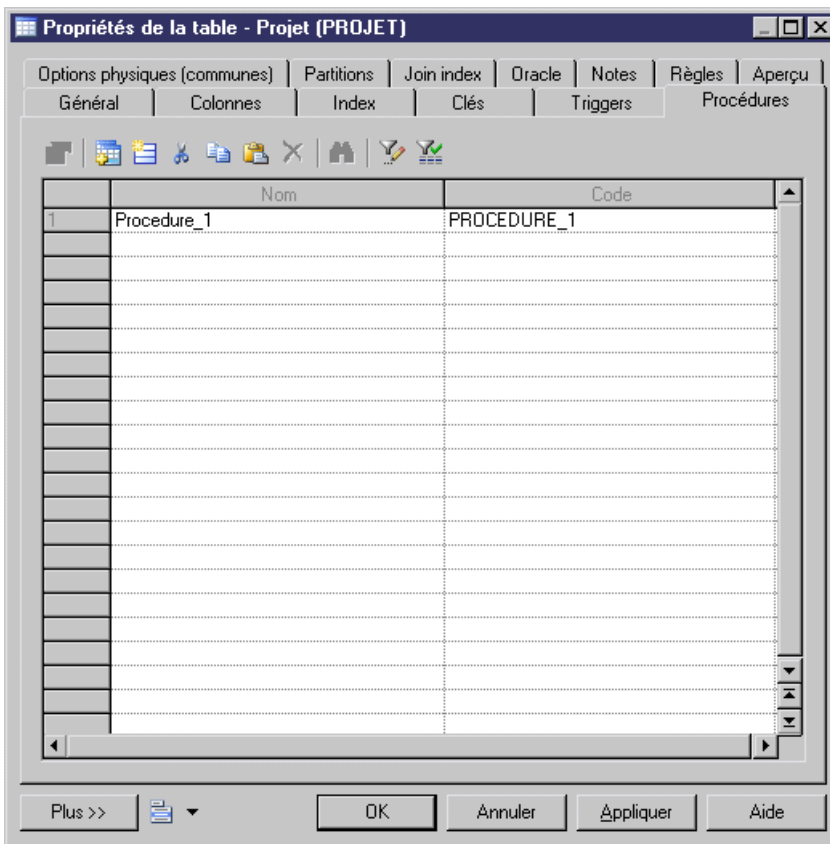 Propriétés de la table - Projet (PROJET)
Options physiques (communes) Partitions Join index Oracle Notes Règles Aperçu
Général Colonnes Index Clés Triggers Procédures
Nom Code
1 Procedure_1 PROCEDURE_1
Plus >> OK Annuler Appliquer Aide